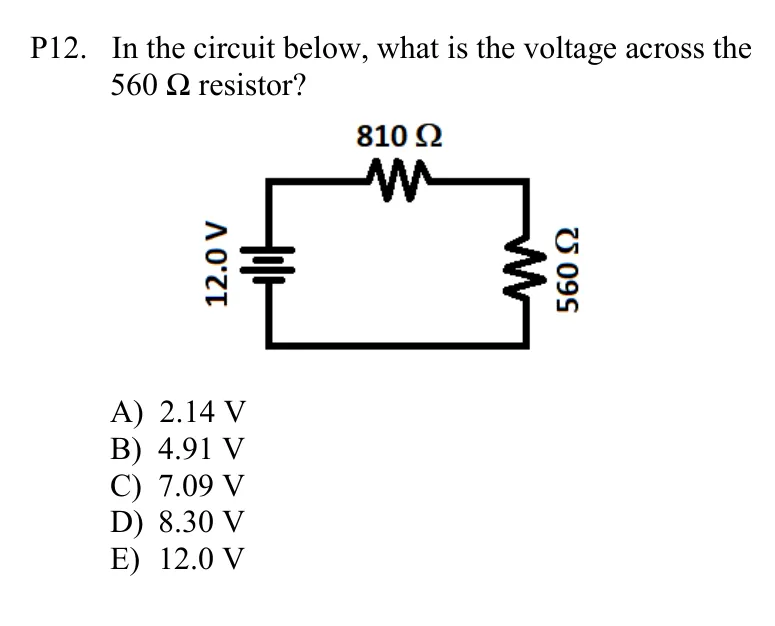 P12. In the circuit below, what is the voltage across the
560 Ω resistor?
810 Ω
12.0 V
560 Ω
A) 2.14 V
B) 4.91 V
C) 7.09 V
D) 8.30 V
E) 12.0 V